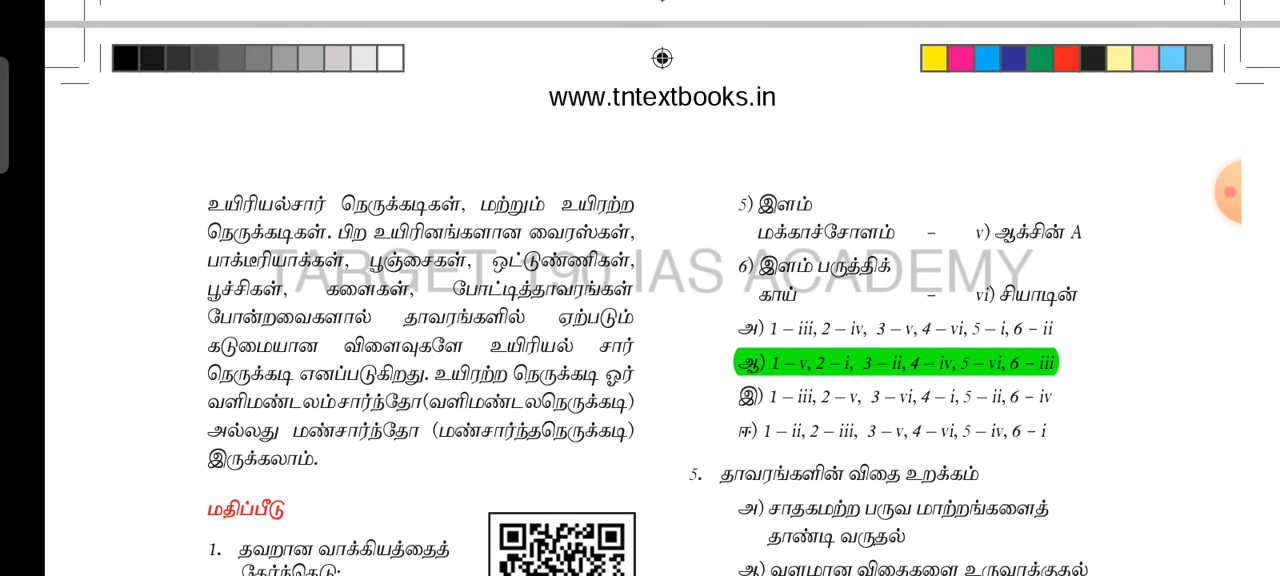 www.tntextbooks.in
TARGET 190 IAS ACADEMY
உயிரியல்சார் நெருக்கடிகள், மற்றும் உயிரற்ற
நெருக்கடிகள். பிற உயிரினங்களான வைரஸ்கள்,
பாக்டீரியாக்கள், பூஞ்சைகள், ஒட்டுண்ணிகள்,
பூச்சிகள், களைகள், போட்டித்தாவரங்கள்
போன்றவைகளால் தாவரங்களில் ஏற்படும்
கடுமையான விளைவுகளே உயிரியல் சார்
நெருக்கடி எனப்படுகிறது. உயிரற்ற நெருக்கடி ஓர்
வளிமண்டலம்சார்ந்தோ(வளிமண்டலநெருக்கடி)
அல்லது மண்சார்ந்தோ (மண்சார்ந்தநெருக்கடி)
இருக்கலாம்.
மதிப்பீடு
1. தவறான வாக்கியத்தைத்
தேர்ந்தெடு:
5) இளம்
மக்காச்சோளம் – v) ஆக்சின் A
6) இளம் பருத்திக்
காய் – vi) சியாடின்
அ) 1 – iii, 2 – iv, 3 – v, 4 – vi, 5 – i, 6 – ii
ஆ) 1 – v, 2 – i, 3 – ii, 4 – iv, 5 – vi, 6 – iii
இ) 1 – iii, 2 – v, 3 – vi, 4 – i, 5 – ii, 6 – iv
ஈ) 1 – ii, 2 – iii, 3 – v, 4 – vi, 5 – iv, 6 – i
5. தாவரங்களின் விதை உறக்கம்
அ) சாதகமற்ற பருவ மாற்றங்களைத்
தாண்டி வருதல்
ஆ) வளமான விதைகளை உருவாக்குதல்